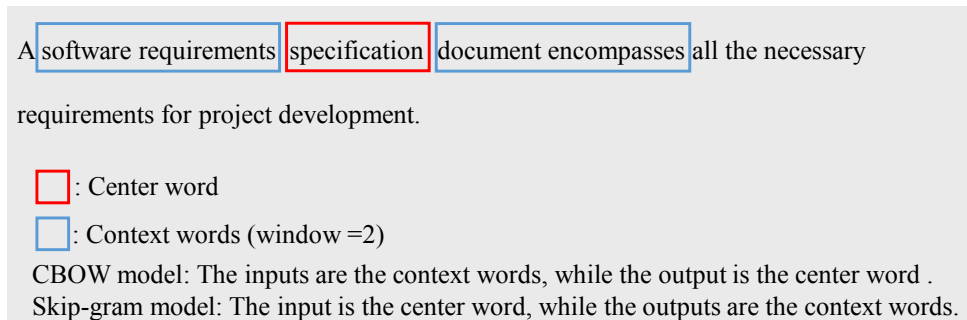 A software requirements specification document encompasses all the necessary
requirements for project development.
: Center word
: Context words (window =2)
CBOW model: The inputs are the context words, while the output is the center word .
Skip-gram model: The input is the center word, while the outputs are the context words.